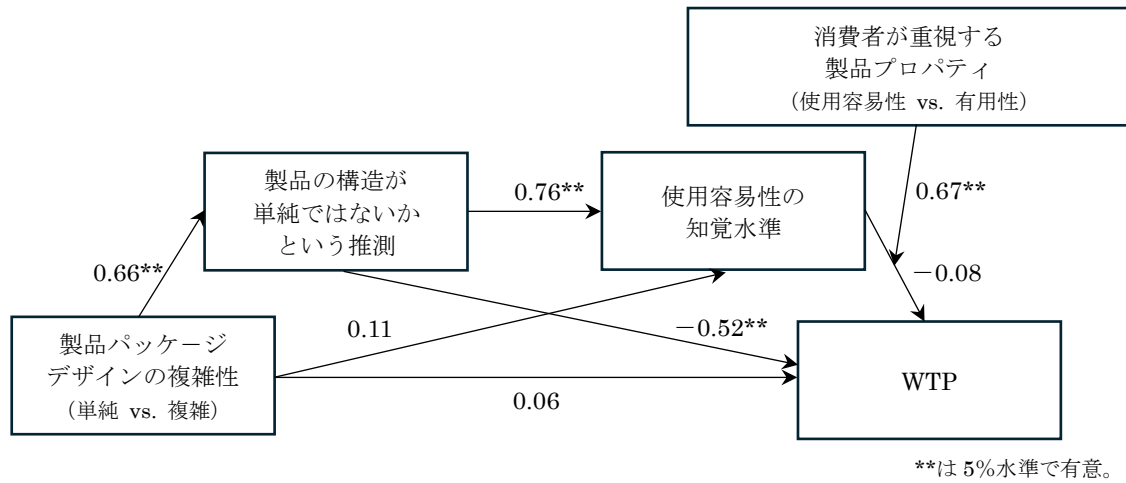 消費者が重視する
製品プロパティ
（使用容易性 vs. 有用性）
製品の構造が
単純ではないか
という推測
0.76**
使用容易性の
知覚水準
0.67**
0.66**
－0.08
0.11
－0.52**
製品パッケージ
デザインの複雑性
（単純 vs. 複雑）
0.06
WTP
**は 5%水準で有意。